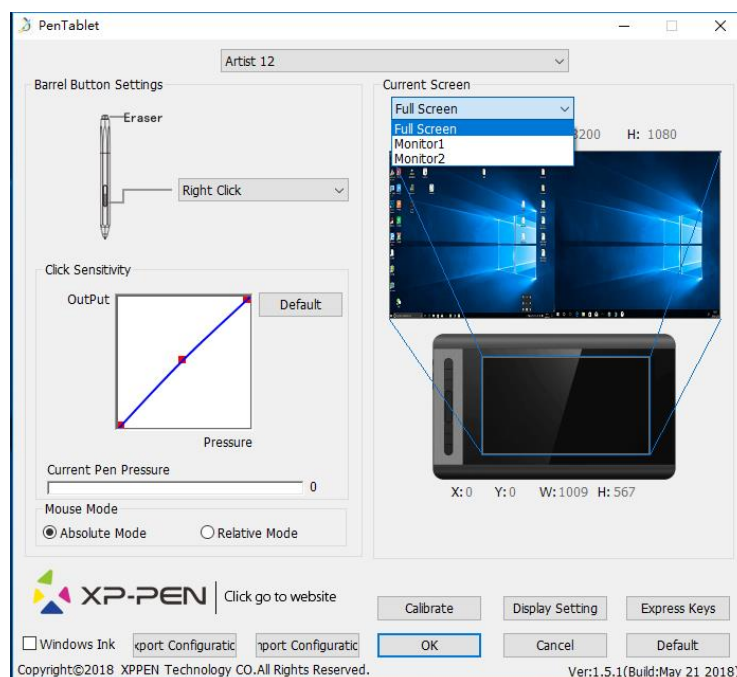 PenTablet
Artist 12
Barrel Button Settings
Eraser
Right Click
Click Sensitivity
OutPut
Default
Pressure
Current Pen Pressure
0
Mouse Mode
Absolute Mode
Relative Mode
Current Screen
Full Screen
Full Screen
Monitor1
Monitor2
3200 H: 1080
X: 0 Y: 0 W: 1009 H: 567
XP-PEN
Click go to website
Calibrate
Display Setting
Express Keys
Windows Ink
xport Configuratic
nport Configuratic
OK
Cancel
Default
Copyright©2018 XPPEN Technology CO.All Rights Reserved.
Ver:1.5.1(Build:May 21 2018)